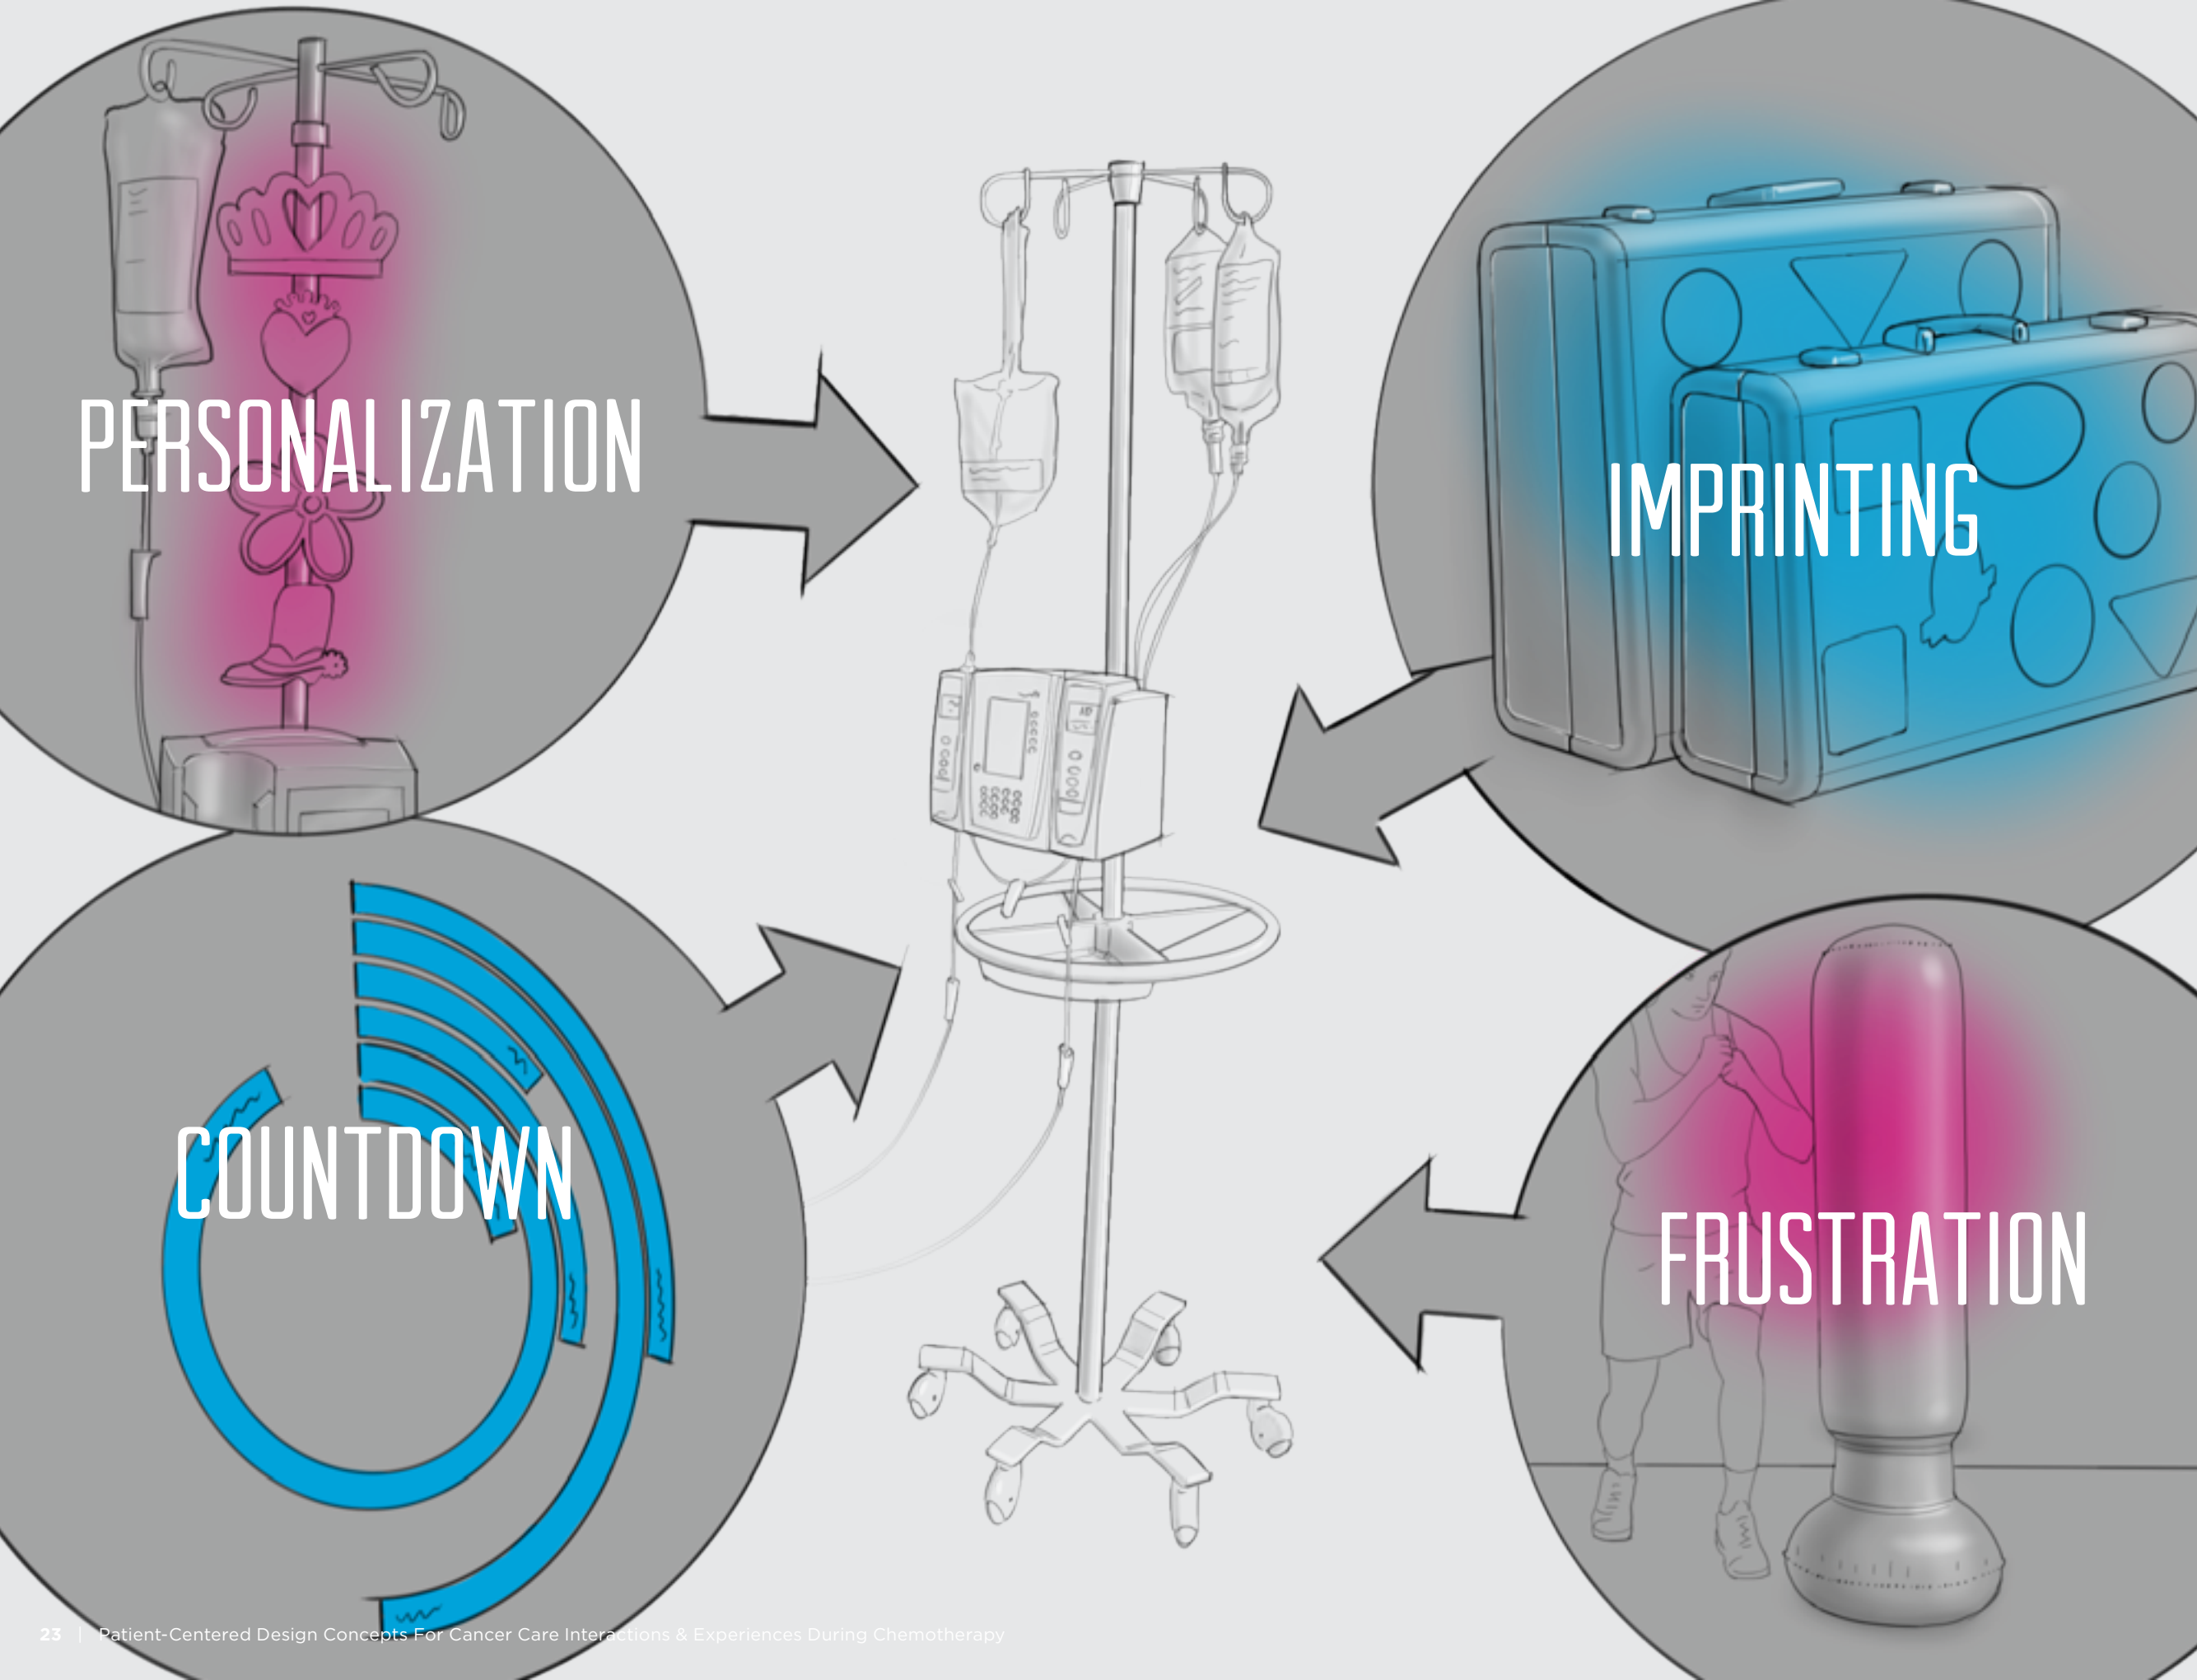 PERSONALIZATION
IMPRINTING
COUNTDOWN
FRUSTRATION
23 | Patient-Centered Design Concepts For Cancer Care Interactions & Experiences During Chemotherapy